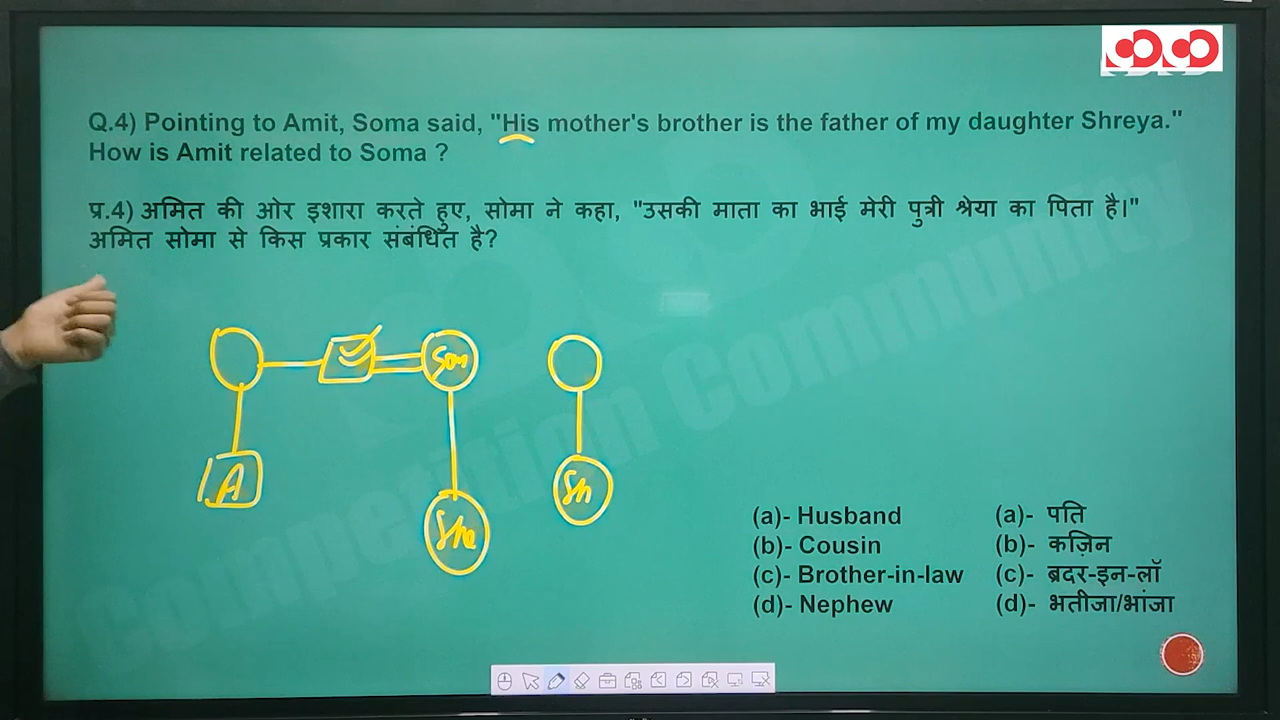 Q.4) Pointing to Amit, Soma said, "His mother's brother is the father of my daughter Shreya."
How is Amit related to Soma ?
प्र.4) अमित की ओर इशारा करते हुए, सोमा ने कहा, "उसकी माता का भाई मेरी पुत्री श्रेया का पिता है।"
अमित सोमा से किस प्रकार संबंधित है?
Som
A
She
Sh
(a)- Husband (a)- पति
(b)- Cousin (b)- कज़िन
(c)- Brother-in-law (c)- ब्रदर-इन-लॉ
(d)- Nephew (d)- भतीजा/भांजा
Competition Community